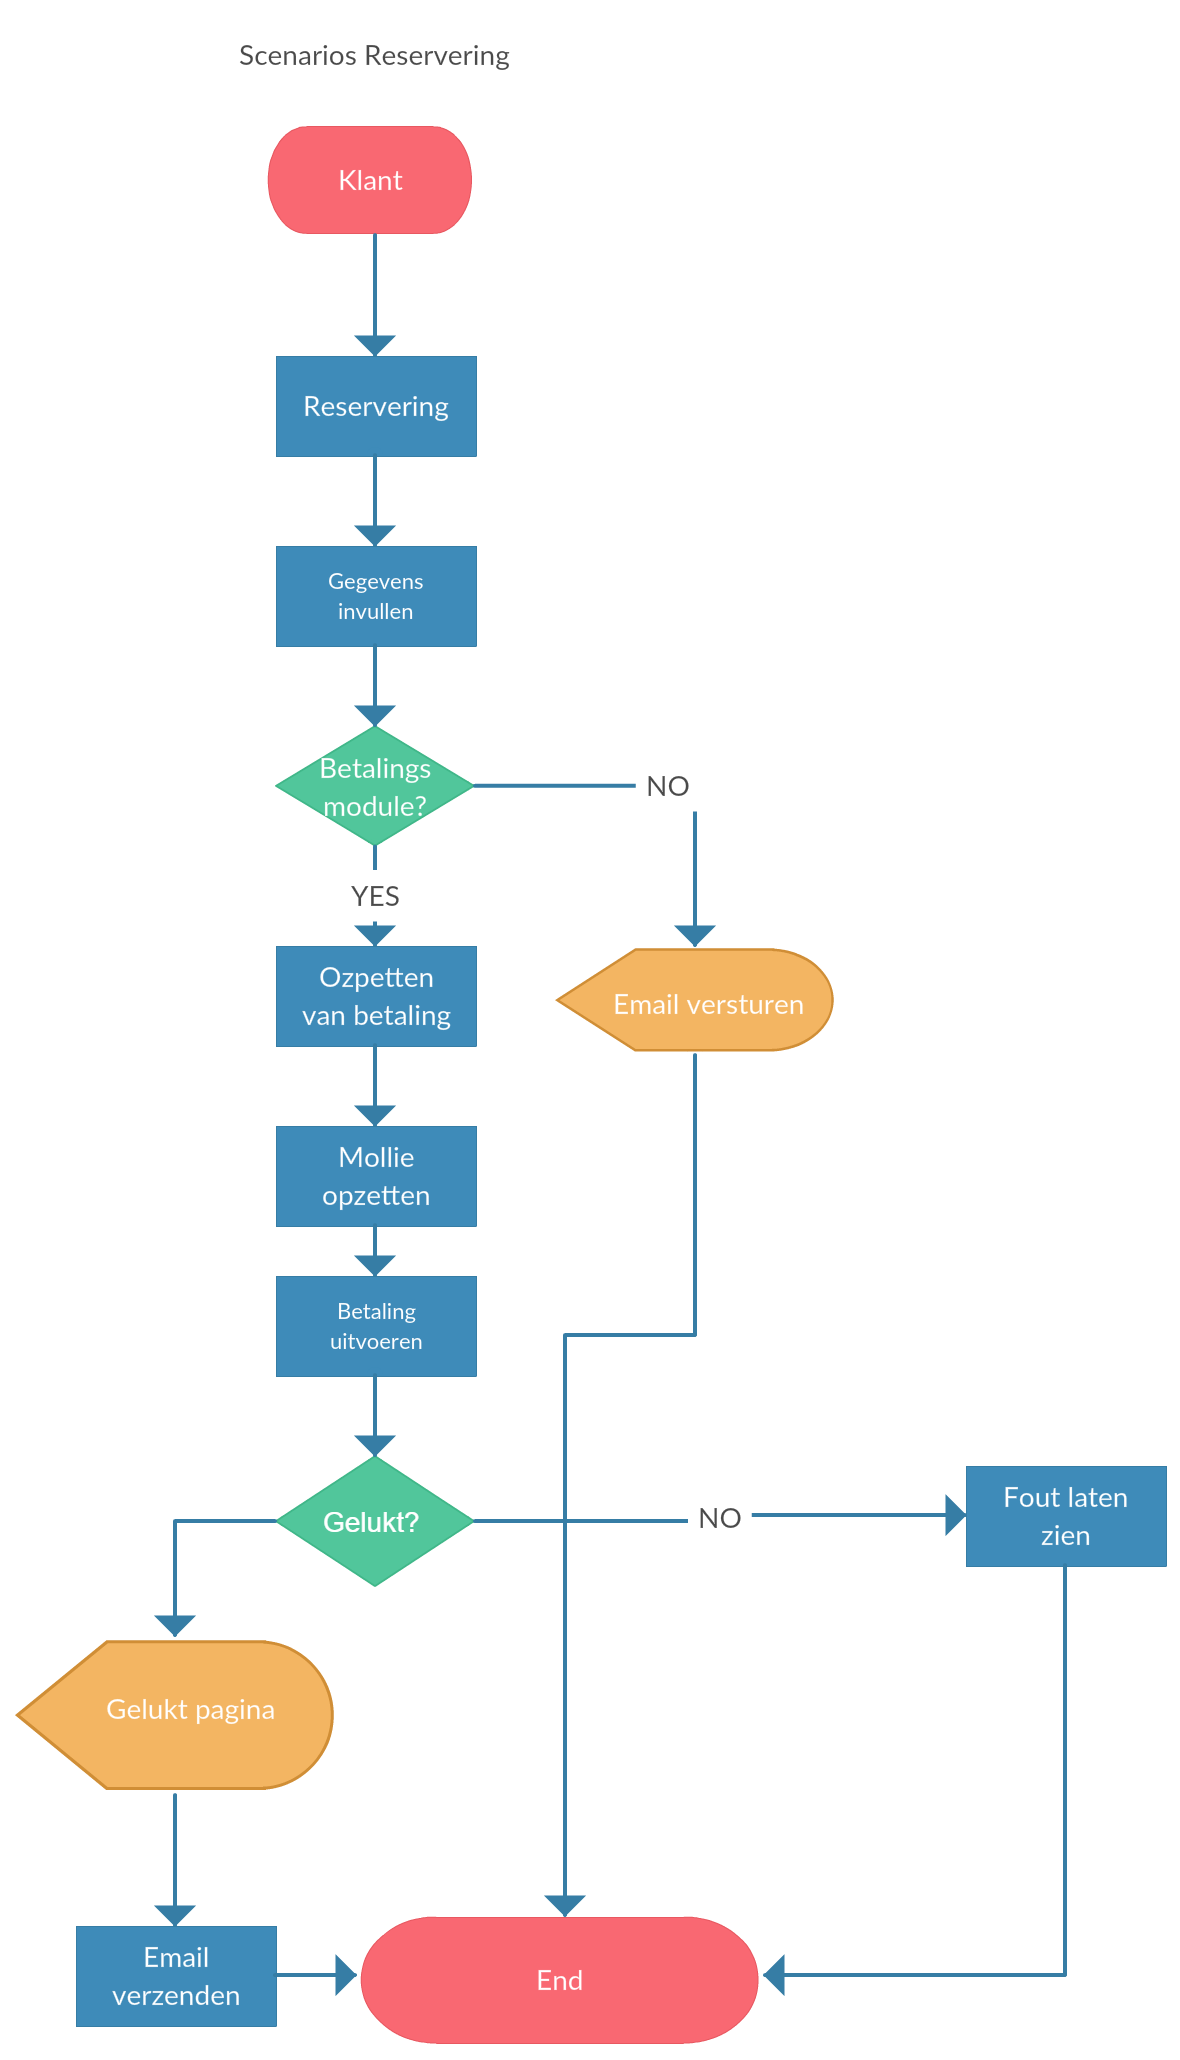 Scenarios Reservering
Klant
Reservering
Gegevens
invullen
Betalings
module?
NO
YES
Ozpetten
van betaling
Email versturen
Mollie
opzetten
Betaling
uitvoeren
Gelukt?
NO
Fout laten
zien
Gelukt pagina
Email
verzenden
End